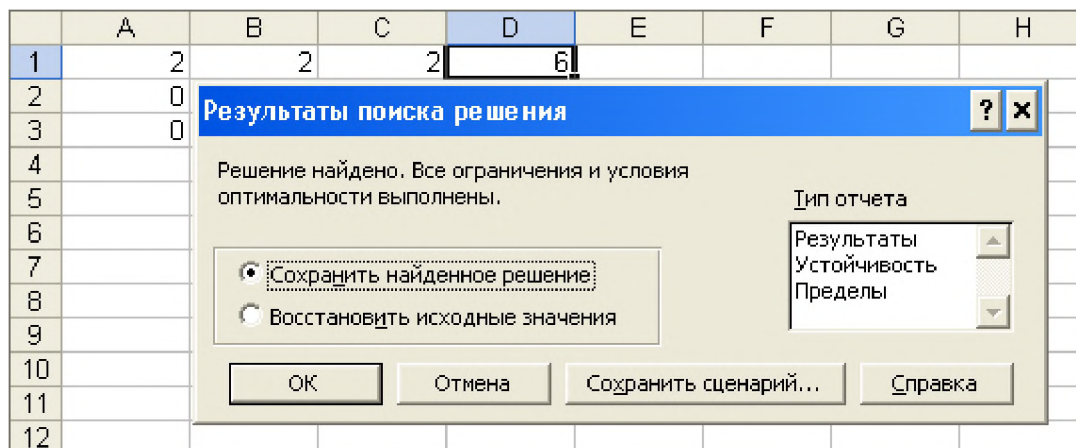 A B C D E F G H
1 2 2 2 6
2 0
3 0
4
5
6
7
8
9
10
11
12
Результаты поиска решения ? ×
Решение найдено. Все ограничения и условия
оптимальности выполнены.
Тип отчета
Результаты
Устойчивость
Пределы
Сохранить найденное решение
Восстановить исходные значения
ОК Отмена Сохранить сценарий... Справка